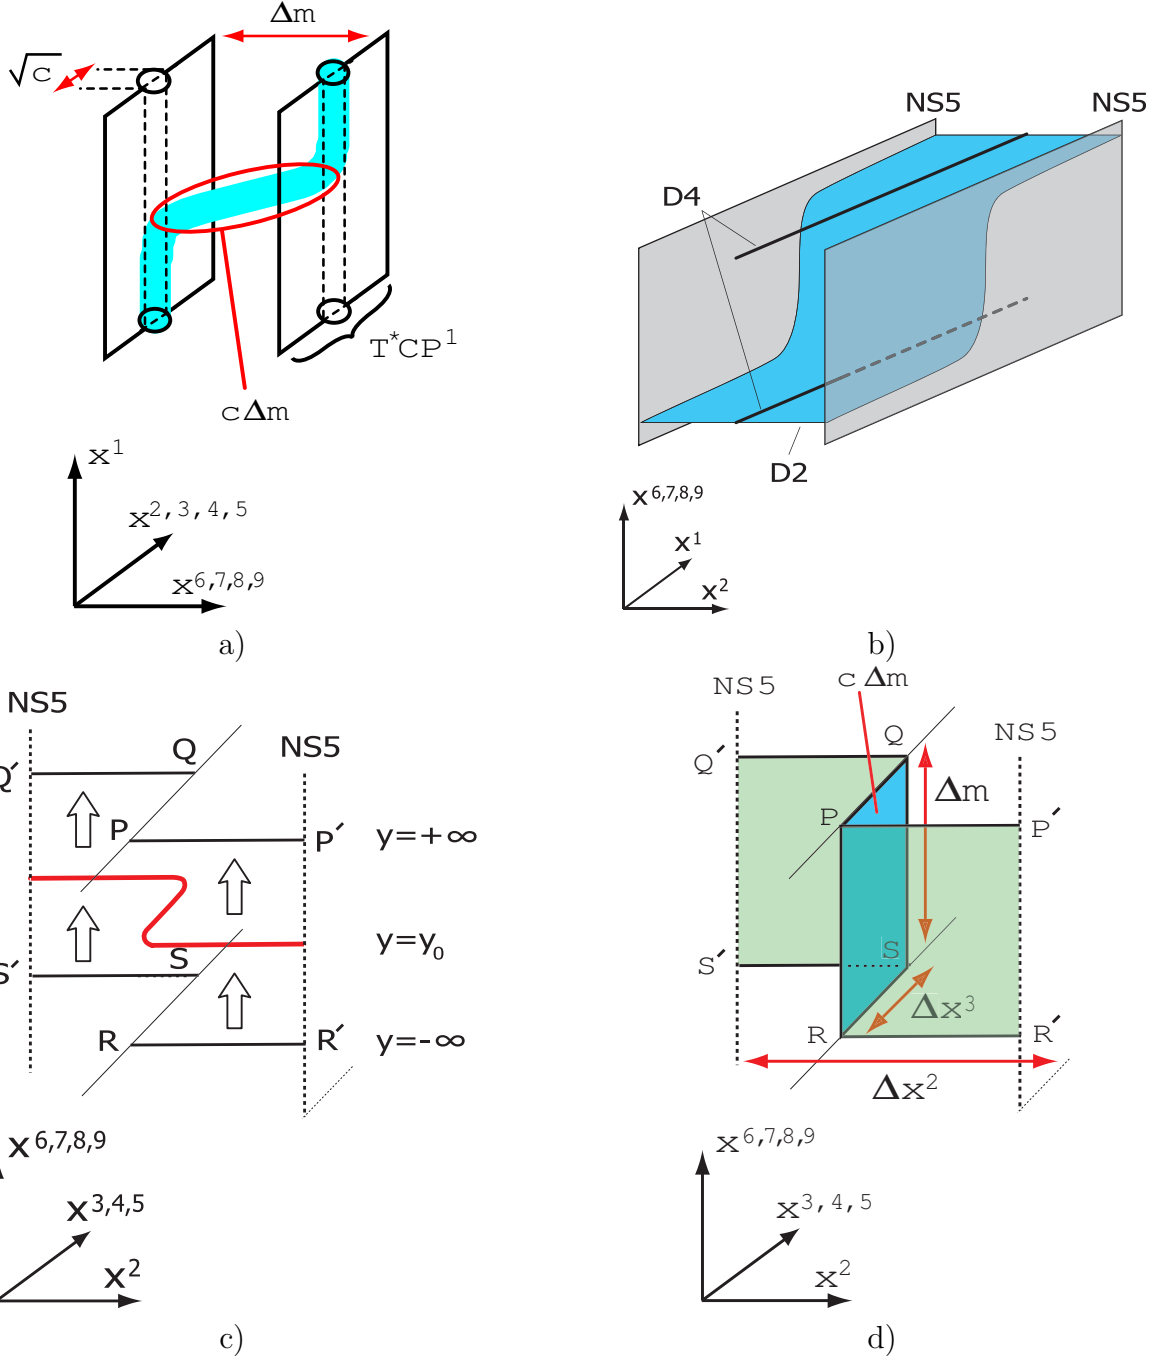 Δm
√c
T*CP¹
cΔm
x¹
x²,³,⁴,⁵
x⁶,⁷,⁸,⁹
a)
NS5
NS5
D4
D2
x⁶,⁷,⁸,⁹
x¹
x²
b)
NS5
NS5
Q′
Q
P
P′
y=+∞
y=y₀
S′
S
R
R′
y=-∞
x⁶,⁷,⁸,⁹
x³,⁴,⁵
x²
c)
c Δm
NS5
NS5
Q′
Q
Δm
P
P′
S′
S
Δx³
R
R′
Δx²
x⁶,⁷,⁸,⁹
x³,⁴,⁵
x²
d)